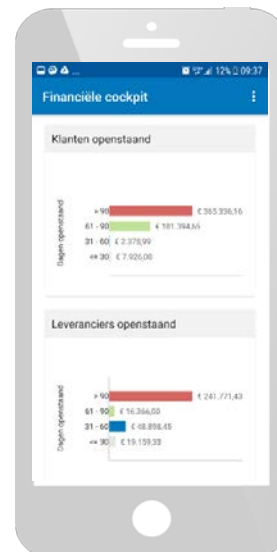 12% 09:37
Financiële cockpit
Klanten openstaand
Dagen openstaand
> 90 € 365.336,16
61 - 90 € 181.394,65
31 - 60 € 2.378,99
<= 30 € 7.926,00
Leveranciers openstaand
Dagen openstaand
> 90 € 241.771,43
61 - 90 € 16.366,00
31 - 60 € 48.898,45
<= 30 € 19.159,33